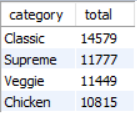 category total
Classic 14579
Supreme 11777
Veggie 11449
Chicken 10815